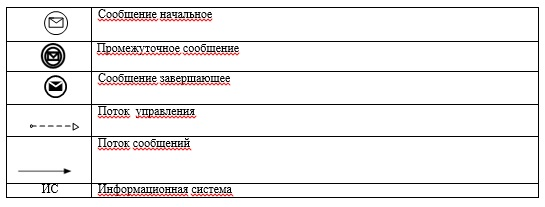 Сообщение начальное
Промежуточное сообщение
Сообщение завершающее
Поток управления
Поток сообщений
ИС Информационная система